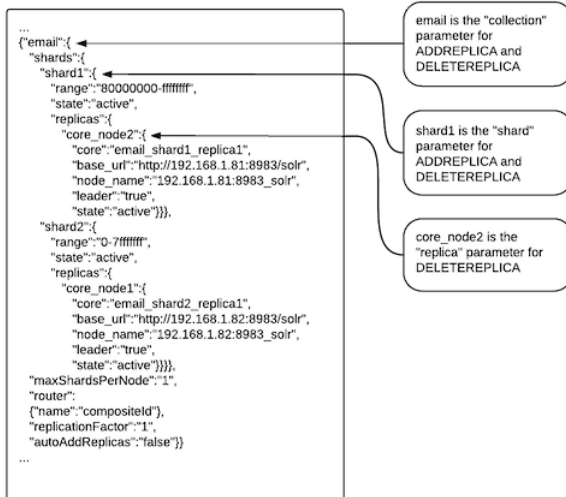 ...
{"email":{
"shards":{
"shard1":{
"range":"80000000-ffffffff",
"state":"active",
"replicas":{
"core_node2":{
"core":"email_shard1_replica1",
"base_url":"http://192.168.1.81:8983/solr",
"node_name":"192.168.1.81:8983_solr",
"leader":"true",
"state":"active"}}},
"shard2":{
"range":"0-7fffffff",
"state":"active",
"replicas":{
"core_node1":{
"core":"email_shard2_replica1",
"base_url":"http://192.168.1.82:8983/solr",
"node_name":"192.168.1.82:8983_solr",
"leader":"true",
"state":"active"}}}},
"maxShardsPerNode":"1",
"router":
{"name":"compositeId"},
"replicationFactor":"1",
"autoAddReplicas":"false"}}
...
email is the "collection"
parameter for
ADDREPLICA and
DELETEREPLICA
shard1 is the "shard"
parameter for
ADDREPLICA and
DELETEREPLICA
core_node2 is the
"replica" parameter for
DELETEREPLICA